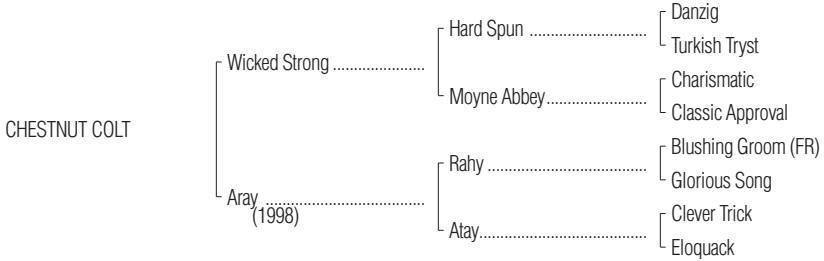 Danzig
Hard Spun ........................
Turkish Tryst
Wicked Strong ....................
Charismatic
Moyne Abbey.....................
Classic Approval
CHESTNUT COLT
Blushing Groom (FR)
Rahy .................................
Glorious Song
Aray .................................
(1998)
Clever Trick
Atay...................................
Eloquack